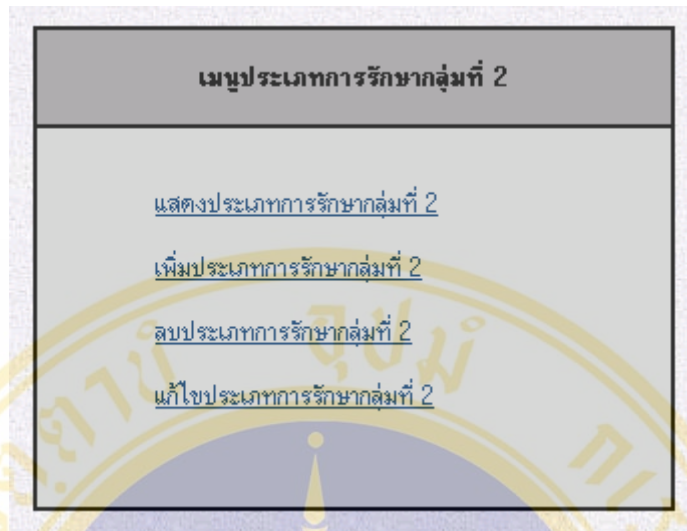 เมนูประเภทการรักษากลุ่มที่ 2
แสดงประเภทการรักษากลุ่มที่ 2
เพิ่มประเภทการรักษากลุ่มที่ 2
ลบประเภทการรักษากลุ่มที่ 2
แก้ไขประเภทการรักษากลุ่มที่ 2